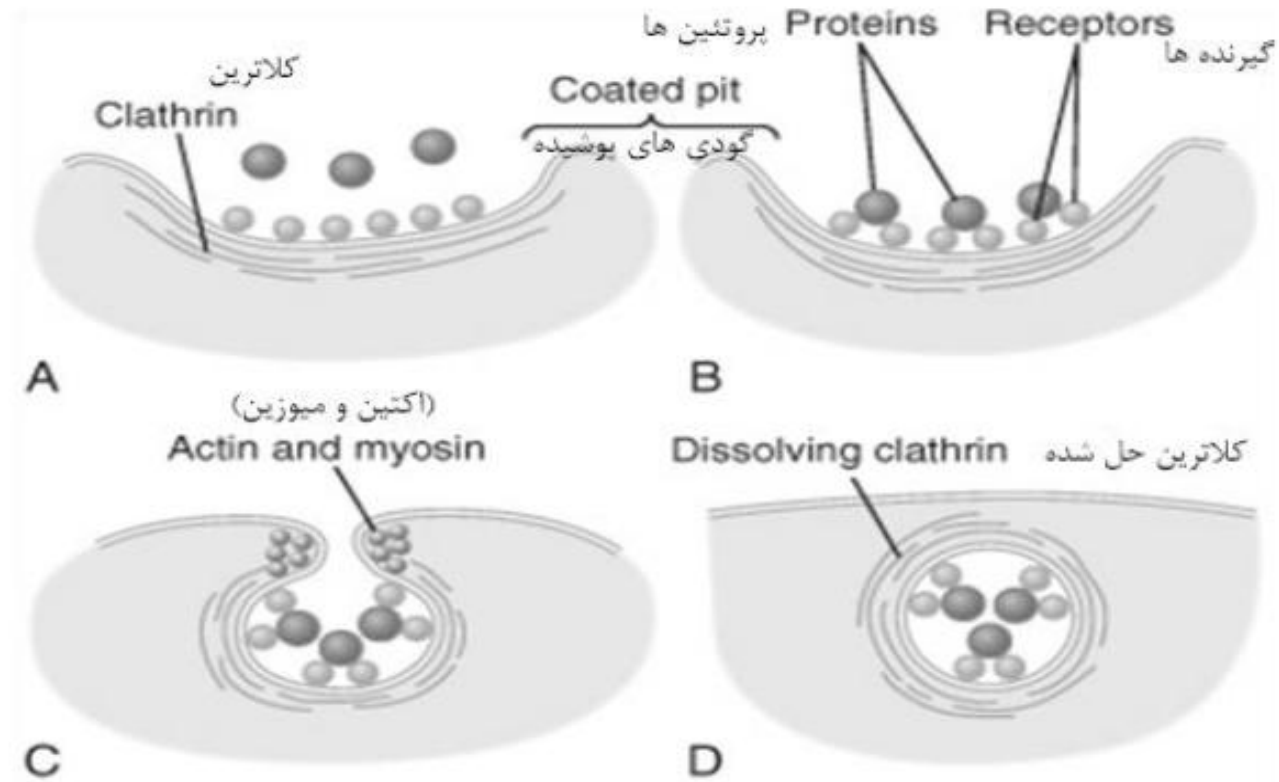 کلاترین
Clathrin
Coated pit
گودی های پوشیده
پروتئین ها Proteins
Receptors
گیرنده ها
A
B
(اکتین و میوزین)
Actin and myosin
Dissolving clathrin کلاترین حل شده
C
D